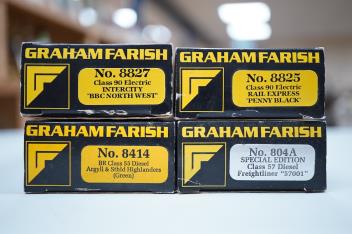 GRAHAM FARISH
No. 8827
Class 90 Electric
INTERCITY
"BBC NORTH WEST"
GRAHAM FARISH
No. 8825
Class 90 Electric
RAIL EXPRESS
"PENNY BLACK"
GRAHAM FARISH
No. 8414
BR Class 55 Diesel
Argyll & Sthld Highlanders
(Green)
GRAHAM FARISH
No. 804A
SPECIAL EDITION
Class 57 Diesel
Freightliner "57001"